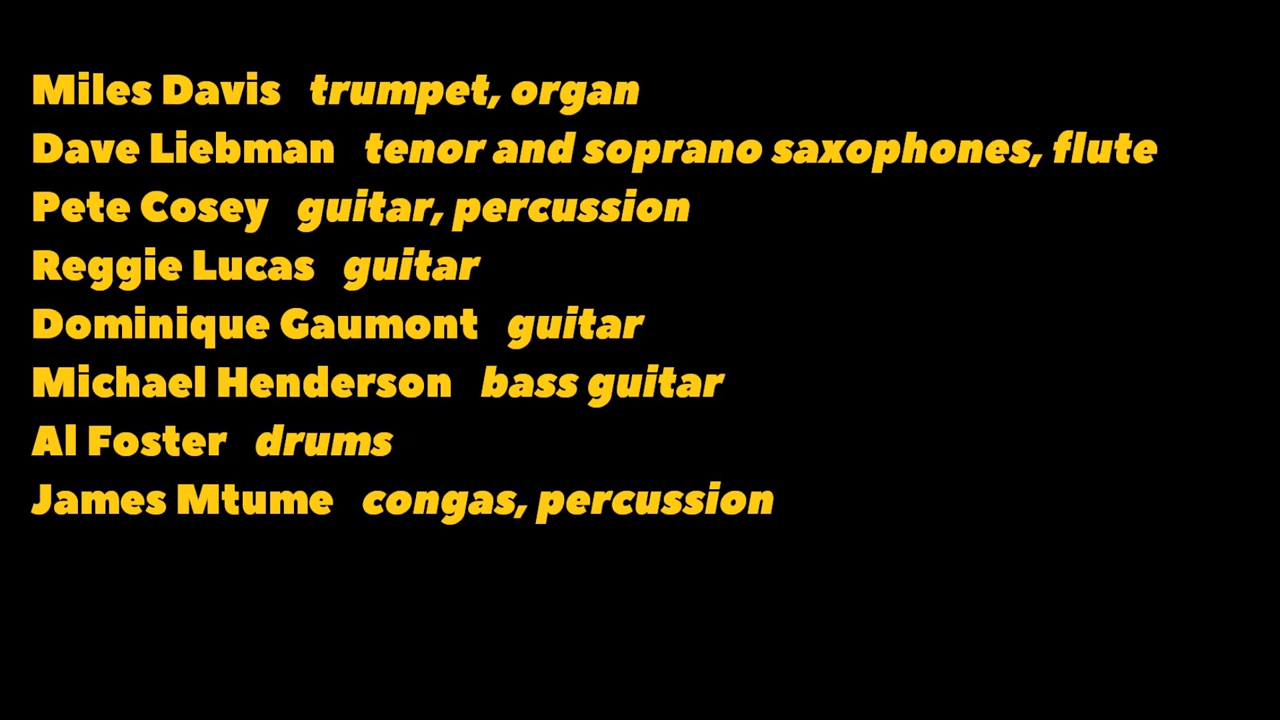 Miles Davis trumpet, organ
Dave Liebman tenor and soprano saxophones, flute
Pete Cosey guitar, percussion
Reggie Lucas guitar
Dominique Gaumont guitar
Michael Henderson bass guitar
Al Foster drums
James Mtume congas, percussion